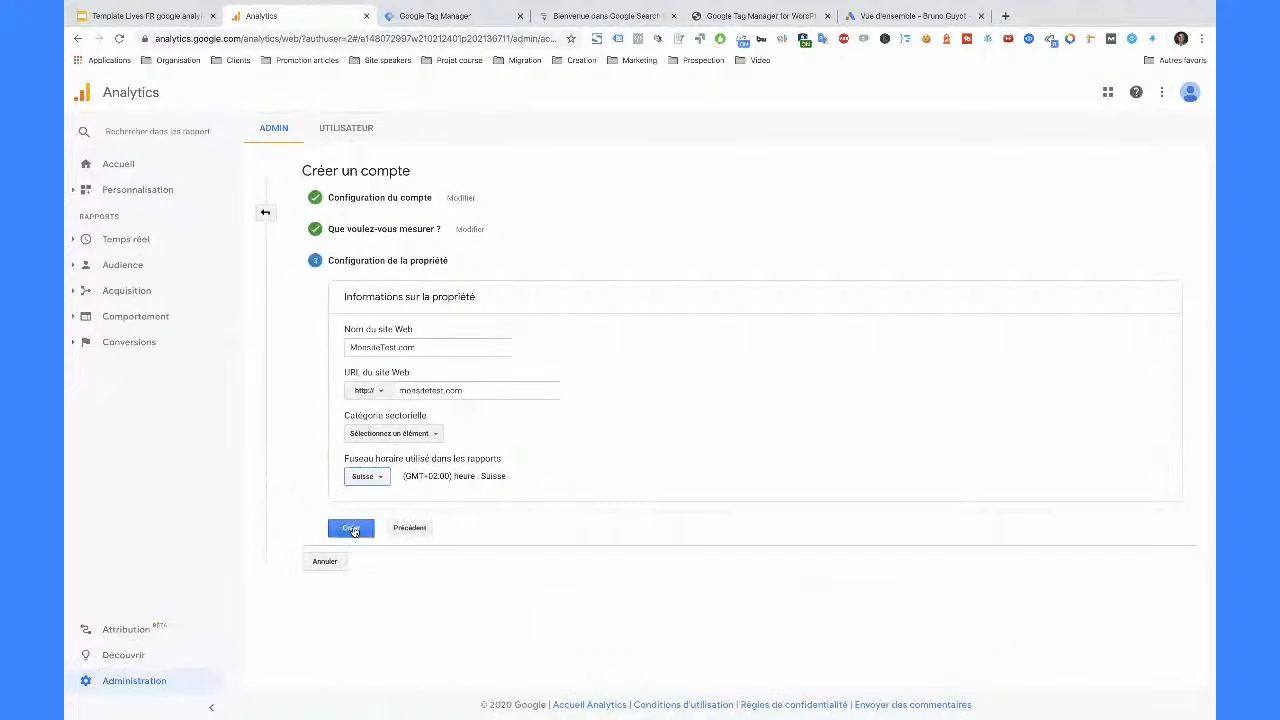 Template Lives FR google analy
Analytics
Google Tag Manager
Bienvenue dans Google Search
Google Tag Manager WordPr
Vue d'ensemble - Bruno Guyot
analytics.google.com/analytics/web/?authuser=2#/a148072997w210212401p202136711/admin/ac...
Applications
Organisation
Clients
Promotion articles
Site speakers
Projet course
Migration
Creation
Marketing
Prospection
Video
Autres favoris
Analytics
Rechercher dans les rapport
ADMIN
UTILISATEUR
Accueil
Personnalisation
RAPPORTS
Temps réel
Audience
Acquisition
Comportement
Conversions
Attribution BÊTA
Découvrir
Administration
Créer un compte
Configuration du compte Modifier
Que voulez-vous mesurer ? Modifier
3 Configuration de la propriété
Informations sur la propriété
Nom du site Web
MonsiteTest.com
URL du site Web
http:// monsitetest.com
Catégorie sectorielle
Sélectionnez un élément
Fuseau horaire utilisé dans les rapports
Suisse (GMT+02:00) heure : Suisse
Créer Précédent
Annuler
© 2020 Google | Accueil Analytics | Conditions d'utilisation | Règles de confidentialité | Envoyer des commentaires